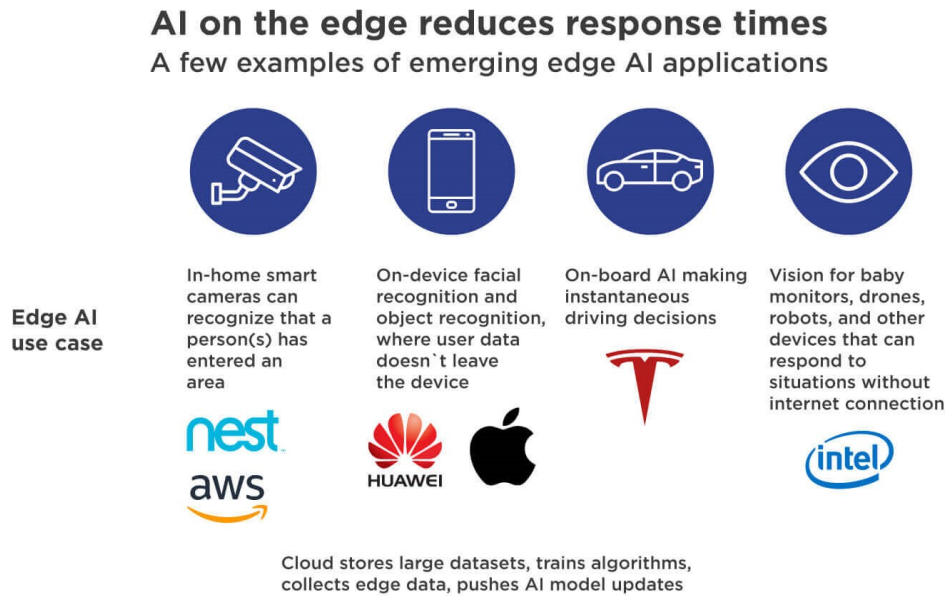 AI on the edge reduces response times
A few examples of emerging edge AI applications
Edge AI
use case
In-home smart
cameras can
recognize that a
person(s) has
entered an
area
nest
aws
On-device facial
recognition and
object recognition,
where user data
doesn`t leave
the device
HUAWEI
On-board AI making
instantaneous
driving decisions
Vision for baby
monitors, drones,
robots, and other
devices that can
respond to
situations without
internet connection
intel
Cloud stores large datasets, trains algorithms,
collects edge data, pushes AI model updates